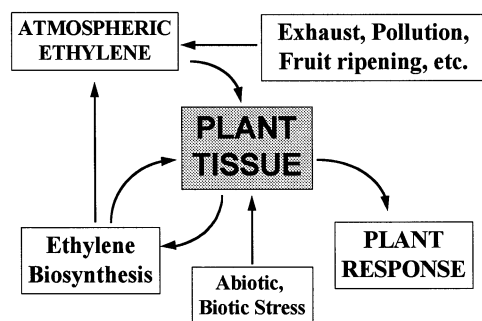 ATMOSPHERIC
ETHYLENE
Exhaust, Pollution,
Fruit ripening, etc.
PLANT
TISSUE
Ethylene
Biosynthesis
Abiotic,
Biotic Stress
PLANT
RESPONSE